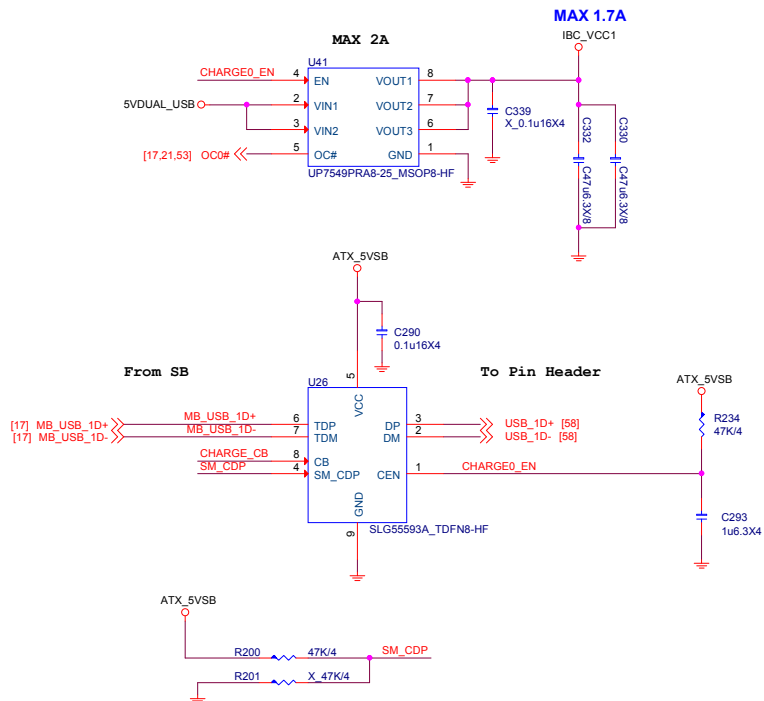 MAX 1.7A
MAX 2A
IBC_VCC1
U41
CHARGE0_EN
4 EN VOUT1 8
5VDUAL_USB
2 VIN1 VOUT2 7
3 VIN2 VOUT3 6
[17,21,53] OC0#
5 OC# GND 1
UP7549PRA8-25_MSOP8-HF
C339
X_0.1u16X4
C332
C47u6.3X/8
C330
C47u6.3X/8
ATX_5VSB
C290
0.1u16X4
From SB
To Pin Header
U26
5 VCC
[17] MB_USB_1D+ MB_USB_1D+ 6 TDP DP 3 USB_1D+ [58]
[17] MB_USB_1D- MB_USB_1D- 7 TDM DM 2 USB_1D- [58]
CHARGE_CB 8 CB
SM_CDP 4 SM_CDP CEN 1 CHARGE0_EN
GND 9
SLG55593A_TDFN8-HF
ATX_5VSB
R234
47K/4
C293
1u6.3X4
ATX_5VSB
R200 47K/4 SM_CDP
R201 X_47K/4